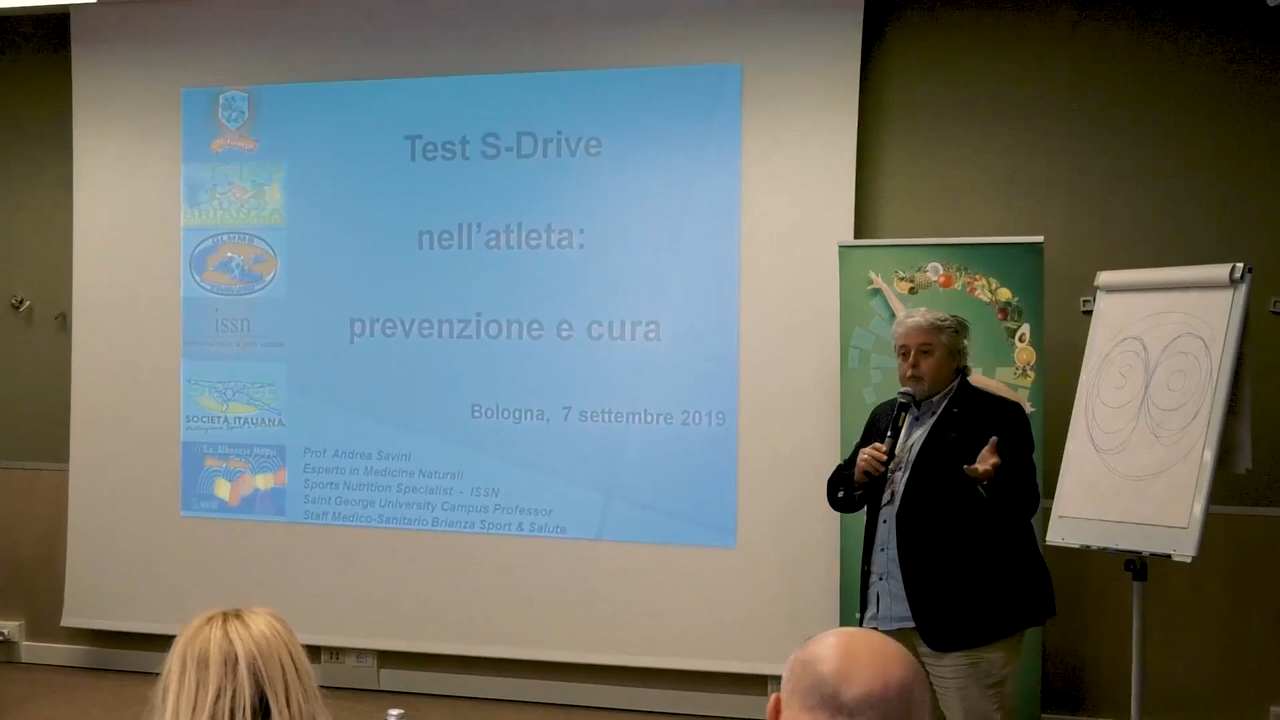 Test S-Drive
nell'atleta:
prevenzione e cura
Bologna, 7 settembre 2019
Prof. Andrea Savini
Esperto in Medicine Naturali
Sports Nutrition Specialist - ISSN
Saint George University Campus Professor
Staff Medico-Sanitario Brianza Sport & Salute
BRIANZA
issn
SOCIETÀ ITALIANA
S O